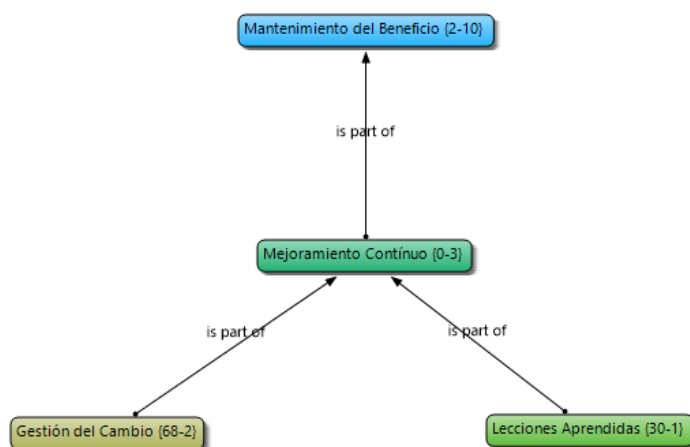 Mantenimiento del Beneficio {2-10}
is part of
Mejoramiento Contínuo {0-3}
is part of
is part of
Gestión del Cambio {68-2}
Lecciones Aprendidas {30-1}